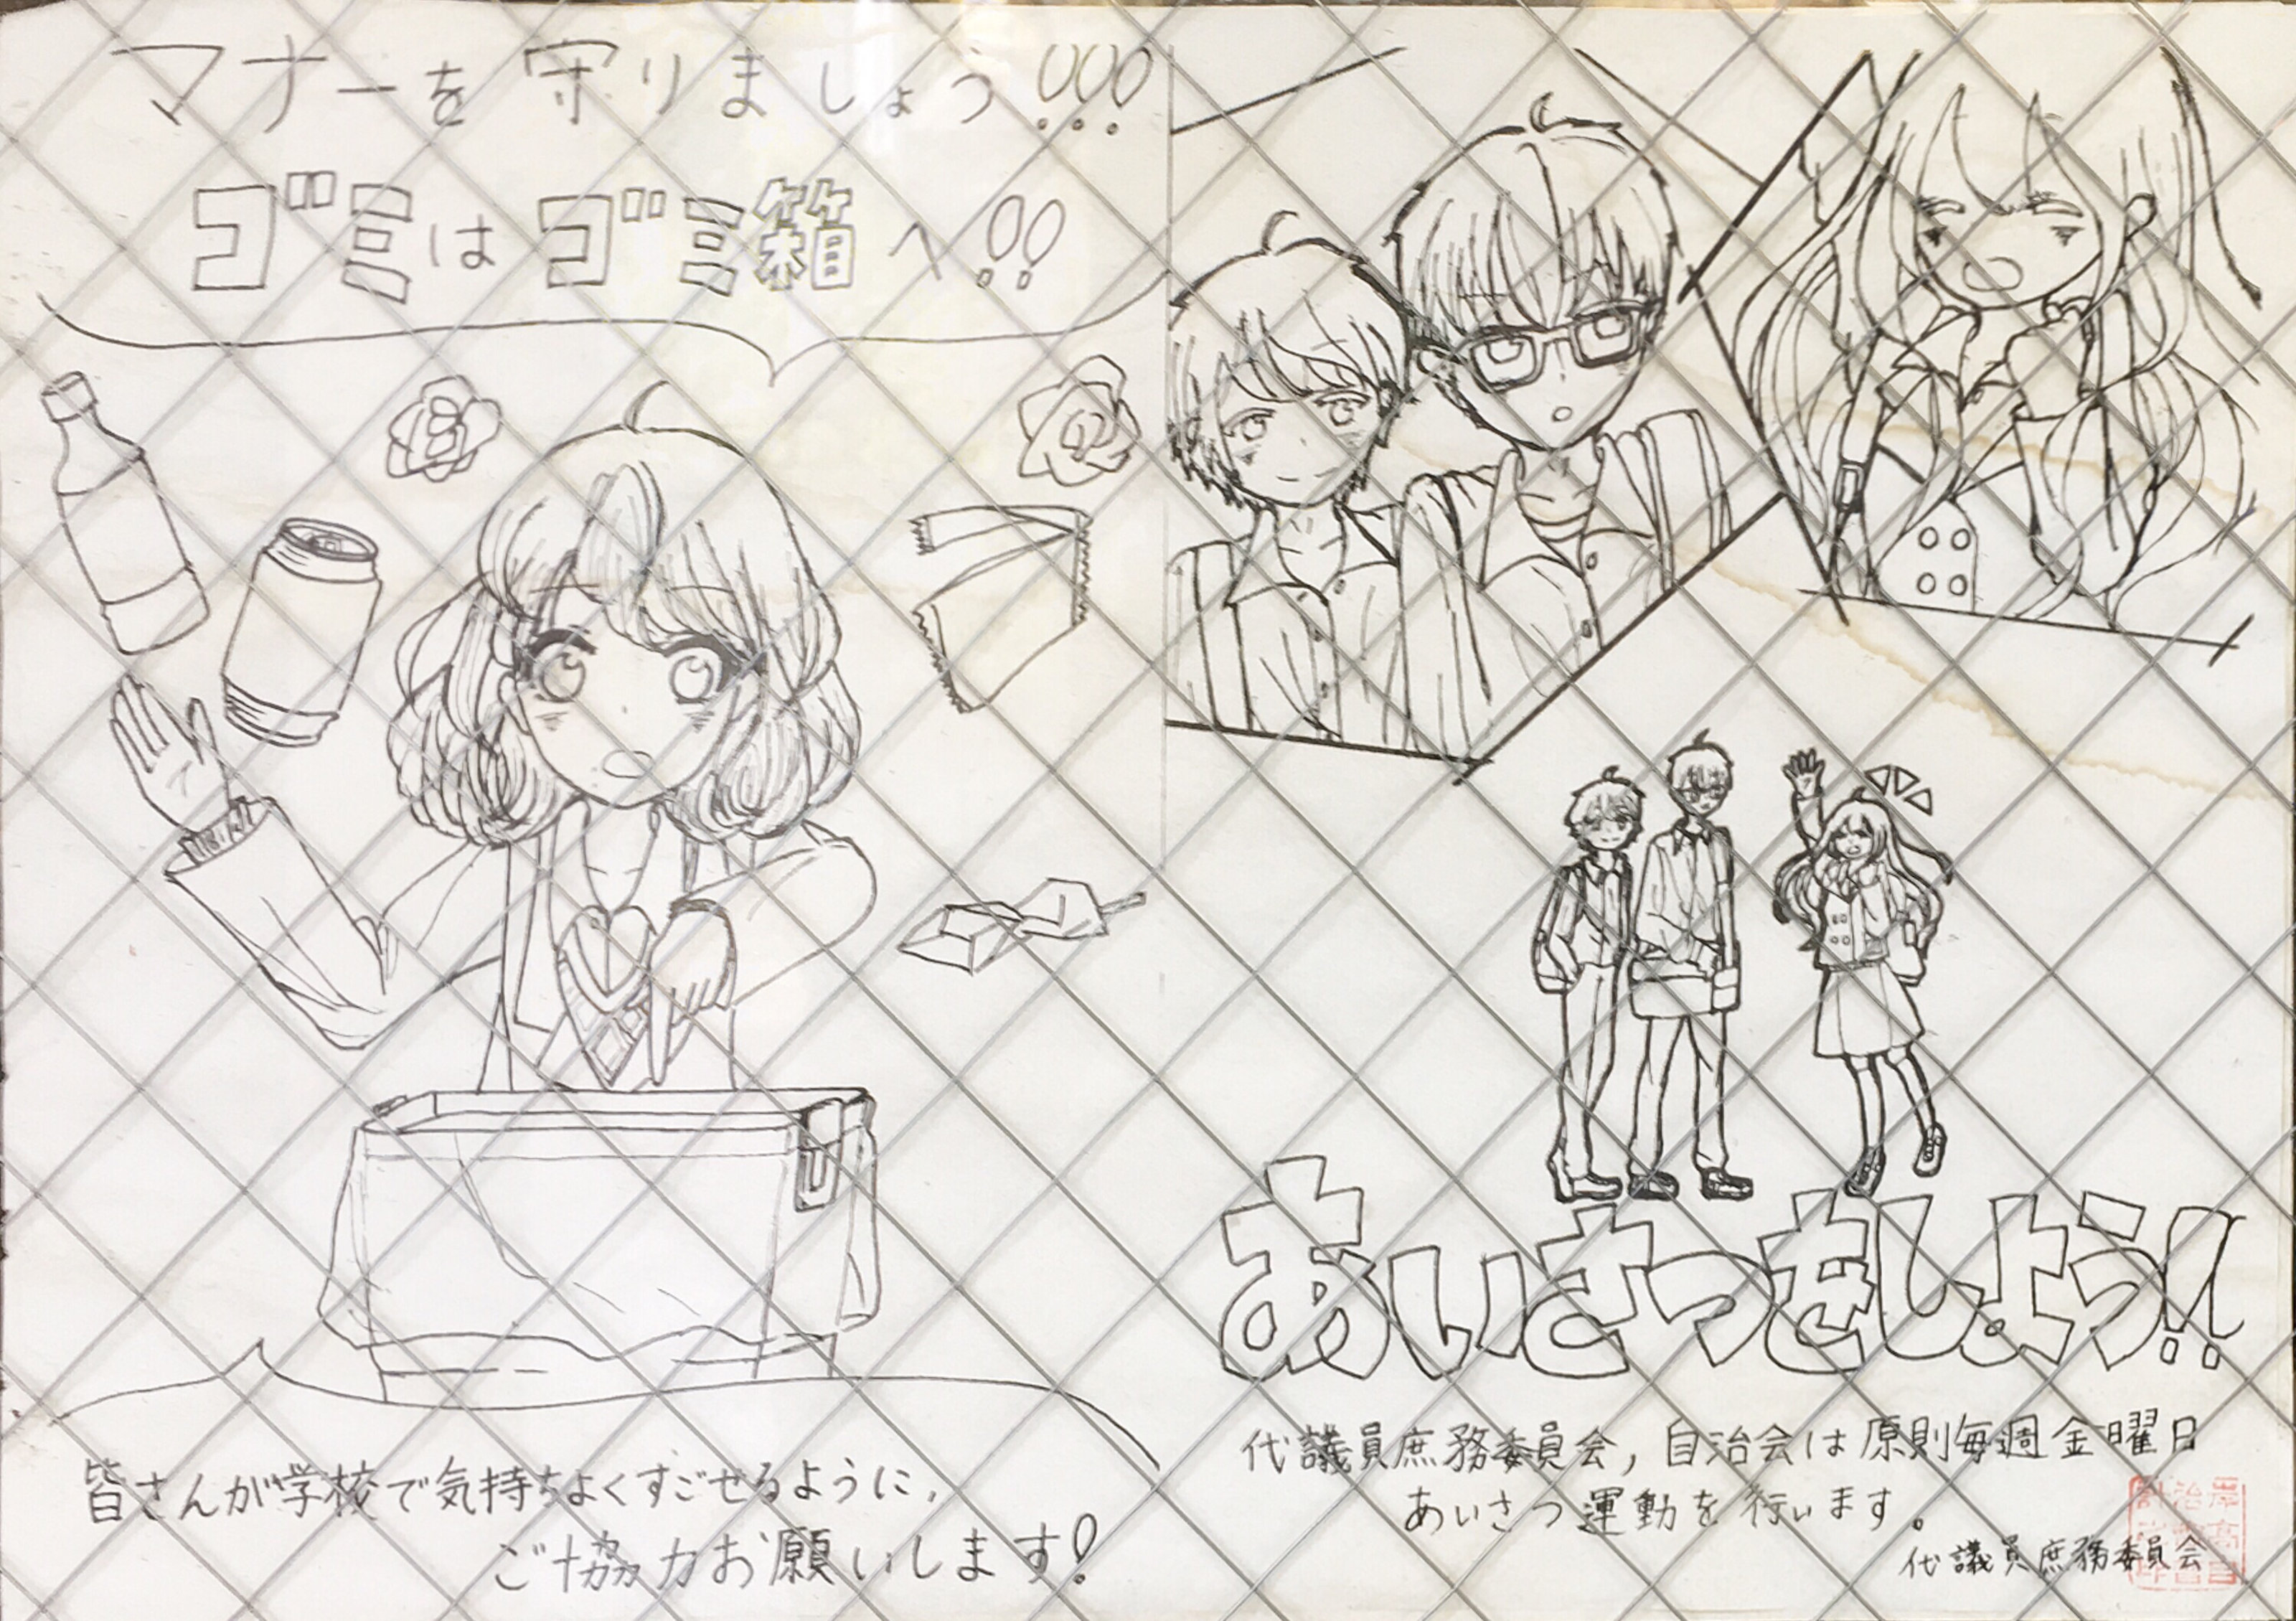 マナーを守りましょう!!!
ゴミはゴミ箱へ!!
皆さんが学校で気持ちよくすごせるように,
ご協力お願いします!
あいさつをしよう!!
代議員庶務委員会,自治会は原則毎週金曜日
あいさつ運動を行います。
代議員庶務委員会